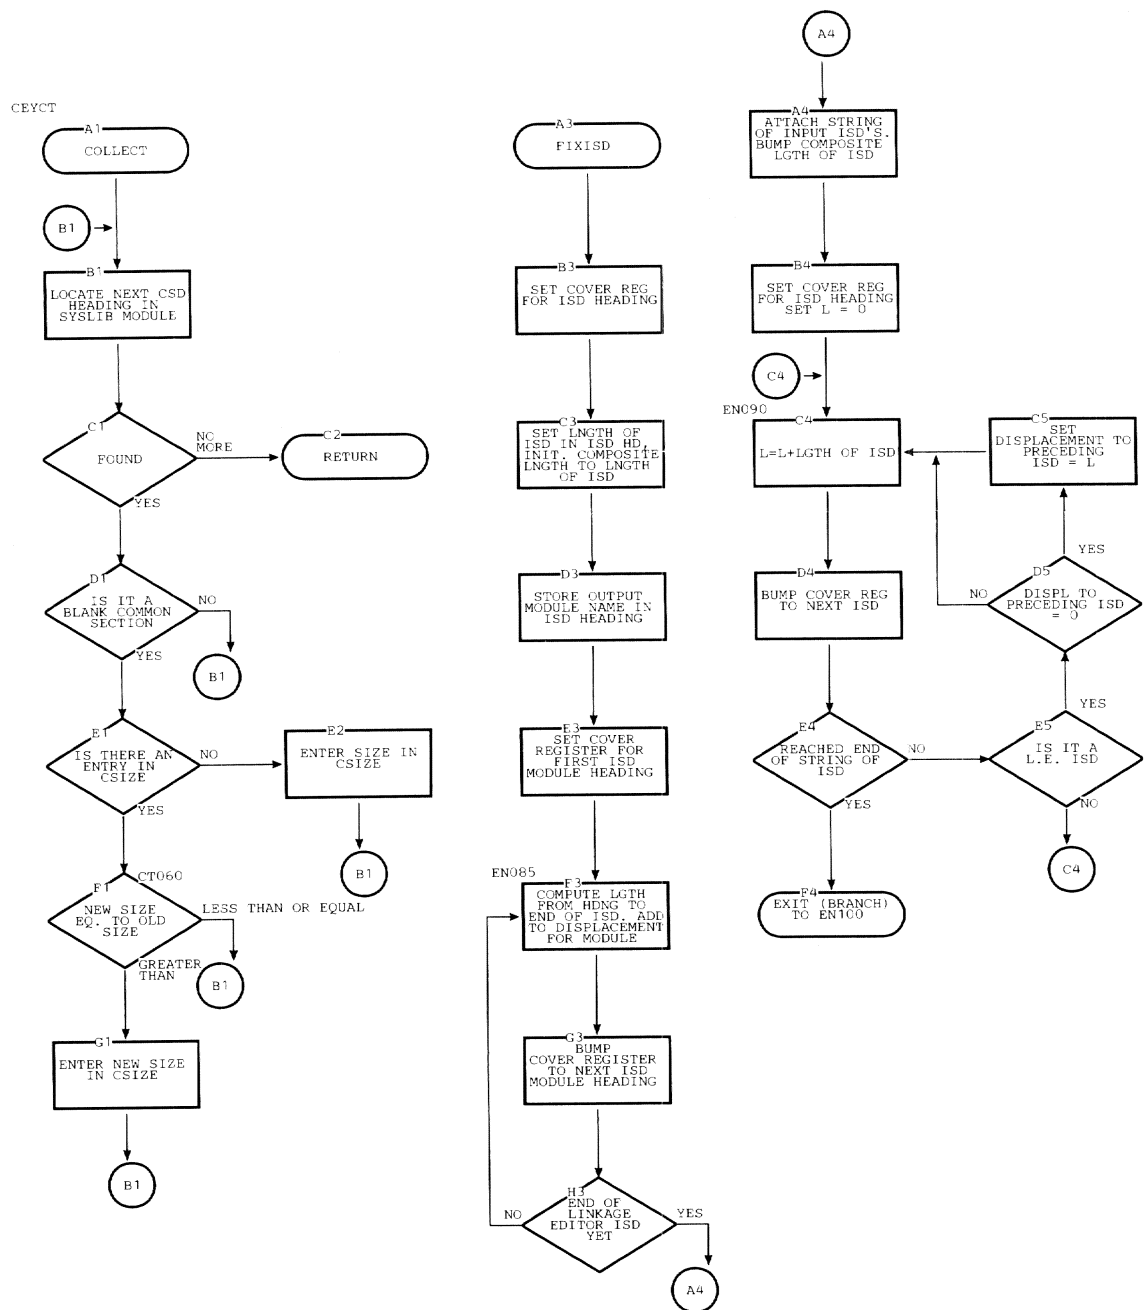 CEYCT
A1
COLLECT
B1
B1
LOCATE NEXT CSD
HEADING IN
SYSLIB MODULE
C1
FOUND
NO
MORE
YES
C2
RETURN
D1
IS IT A
BLANK COMMON
SECTION
NO
YES
B1
E1
IS THERE AN
ENTRY IN
CSIZE
NO
YES
E2
ENTER SIZE IN
CSIZE
B1
CT060
F1
NEW SIZE
EQ. TO OLD
SIZE
LESS THAN OR EQUAL
GREATER
THAN
B1
G1
ENTER NEW SIZE
IN CSIZE
B1
A3
FIXISD
B3
SET COVER REG
FOR ISD HEADING
C3
SET LNGTH OF
ISD IN ISD HD,
INIT. COMPOSITE
LNGTH TO LNGTH
OF ISD
D3
STORE OUTPUT
MODULE NAME IN
ISD HEADING
E3
SET COVER
REGISTER FOR
FIRST ISD
MODULE HEADING
EN085
F3
COMPUTE LGTH
FROM HDNG TO
END OF ISD. ADD
TO DISPLACEMENT
FOR MODULE
G3
BUMP
COVER REGISTER
TO NEXT ISD
MODULE HEADING
H3
END OF
LINKAGE
EDITOR ISD
YET
NO
YES
A4
A4
A4
ATTACH STRING
OF INPUT ISD'S.
BUMP COMPOSITE
LGTH OF ISD
B4
SET COVER REG
FOR ISD HEADING
SET L = 0
C4
EN090
C4
L=L+LGTH OF ISD
C5
SET
DISPLACEMENT TO
PRECEDING
ISD = L
D4
BUMP COVER REG
TO NEXT ISD
YES
D5
DISPL TO
PRECEDING ISD
= 0
NO
E4
REACHED END
OF STRING OF
ISD
NO
YES
YES
E5
IS IT A
L.E. ISD
NO
C4
F4
EXIT (BRANCH)
TO EN100